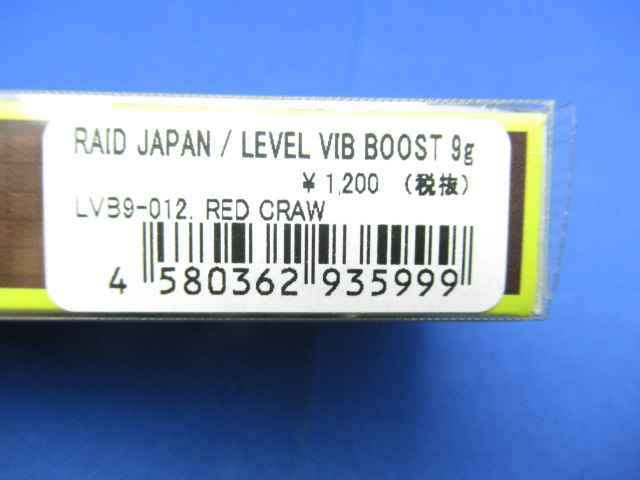 RAID JAPAN / LEVEL VIB BOOST 9g
¥1,200 (税抜)
LVB9-012. RED CRAW
4 580362 935999